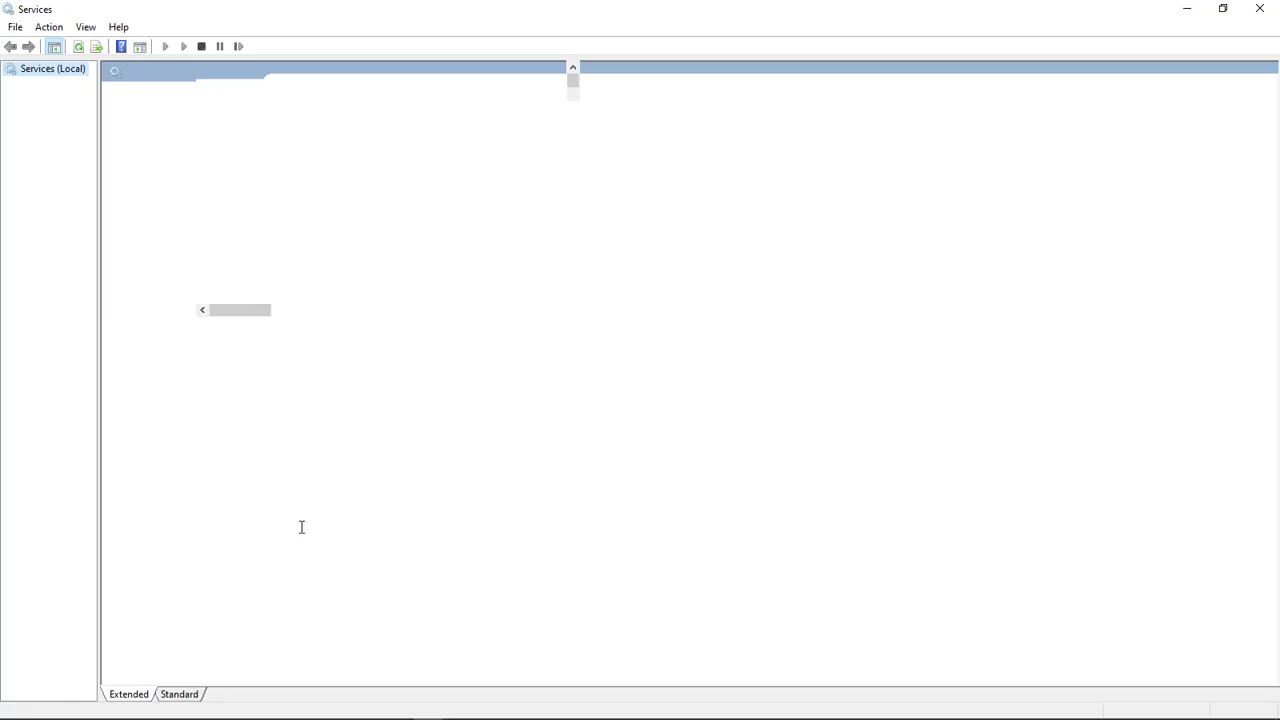 Services
File Action View Help
Services (Local)
Extended Standard